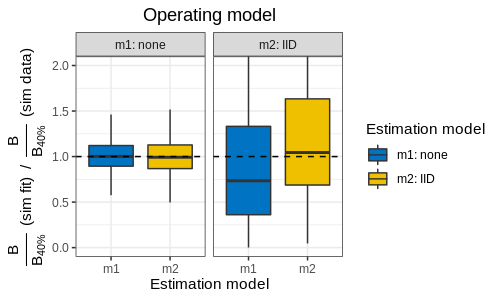 Operating model
m1: none
m2: IID
B/B40% (sim fit) / B/B40% (sim data)
2.0
1.5
1.0
0.5
0.0
m1
m2
m1
m2
Estimation model
Estimation model
m1: none
m2: IID